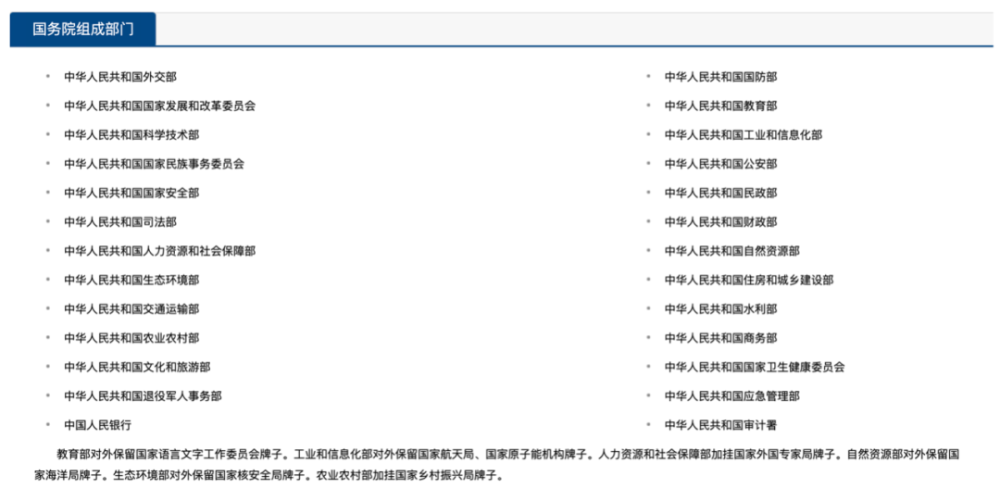 国务院组成部门
中华人民共和国外交部
中华人民共和国国防部
中华人民共和国国家发展和改革委员会
中华人民共和国教育部
中华人民共和国科学技术部
中华人民共和国工业和信息化部
中华人民共和国国家民族事务委员会
中华人民共和国公安部
中华人民共和国国家安全部
中华人民共和国民政部
中华人民共和国司法部
中华人民共和国财政部
中华人民共和国人力资源和社会保障部
中华人民共和国自然资源部
中华人民共和国生态环境部
中华人民共和国住房和城乡建设部
中华人民共和国交通运输部
中华人民共和国水利部
中华人民共和国农业农村部
中华人民共和国商务部
中华人民共和国文化和旅游部
中华人民共和国国家卫生健康委员会
中华人民共和国退役军人事务部
中华人民共和国应急管理部
中国人民银行
中华人民共和国审计署
教育部对外保留国家语言文字工作委员会牌子。工业和信息化部对外保留国家航天局、国家原子能机构牌子。人力资源和社会保障部加挂国家外国专家局牌子。自然资源部对外保留国
家海洋局牌子。生态环境部对外保留国家核安全局牌子。农业农村部加挂国家乡村振兴局牌子。